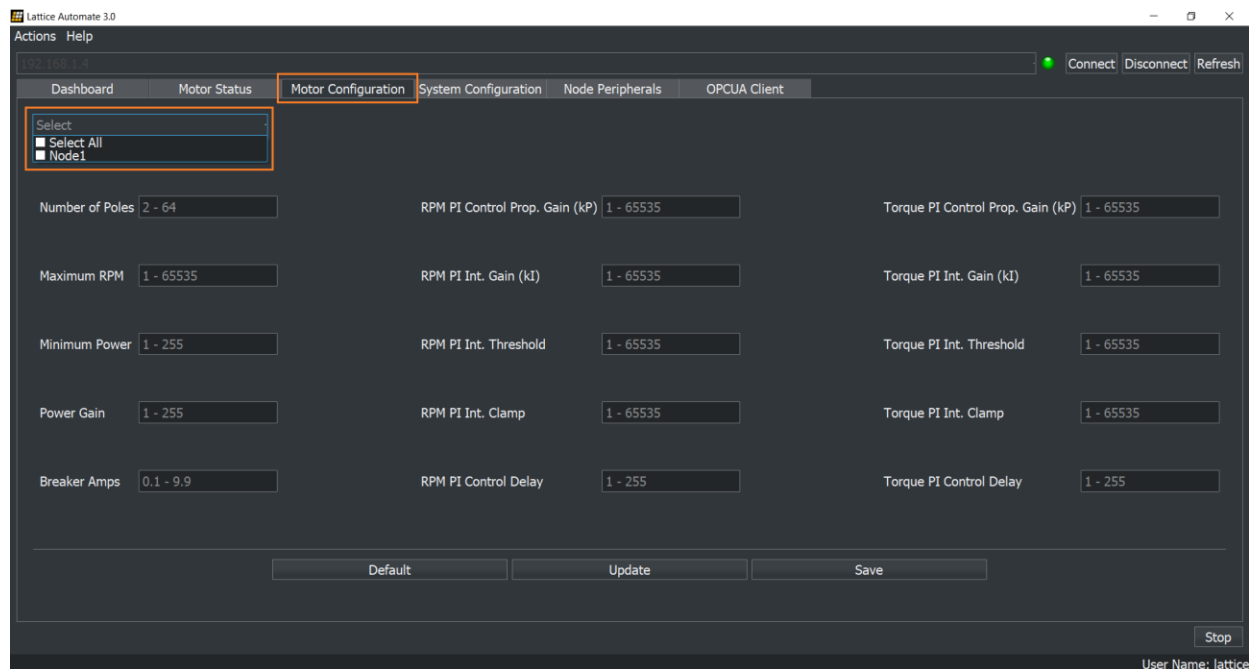 Lattice Automate 3.0
Actions Help
192.168.1.4
Connect Disconnect Refresh
Dashboard Motor Status Motor Configuration System Configuration Node Peripherals OPCUA Client
Select
Select All
Node1
Number of Poles 2 - 64 RPM PI Control Prop. Gain (kP) 1 - 65535 Torque PI Control Prop. Gain (kP) 1 - 65535
Maximum RPM 1 - 65535 RPM PI Int. Gain (kI) 1 - 65535 Torque PI Int. Gain (kI) 1 - 65535
Minimum Power 1 - 255 RPM PI Int. Threshold 1 - 65535 Torque PI Int. Threshold 1 - 65535
Power Gain 1 - 255 RPM PI Int. Clamp 1 - 65535 Torque PI Int. Clamp 1 - 65535
Breaker Amps 0.1 - 9.9 RPM PI Control Delay 1 - 255 Torque PI Control Delay 1 - 255
Default Update Save
Stop
User Name: lattice